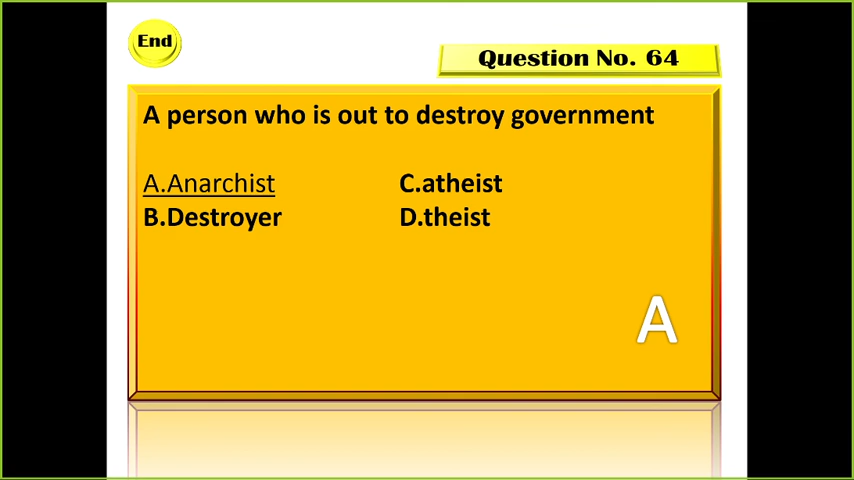 End
Question No. 64
A person who is out to destroy government
A.Anarchist
C.atheist
B.Destroyer
D.theist
A